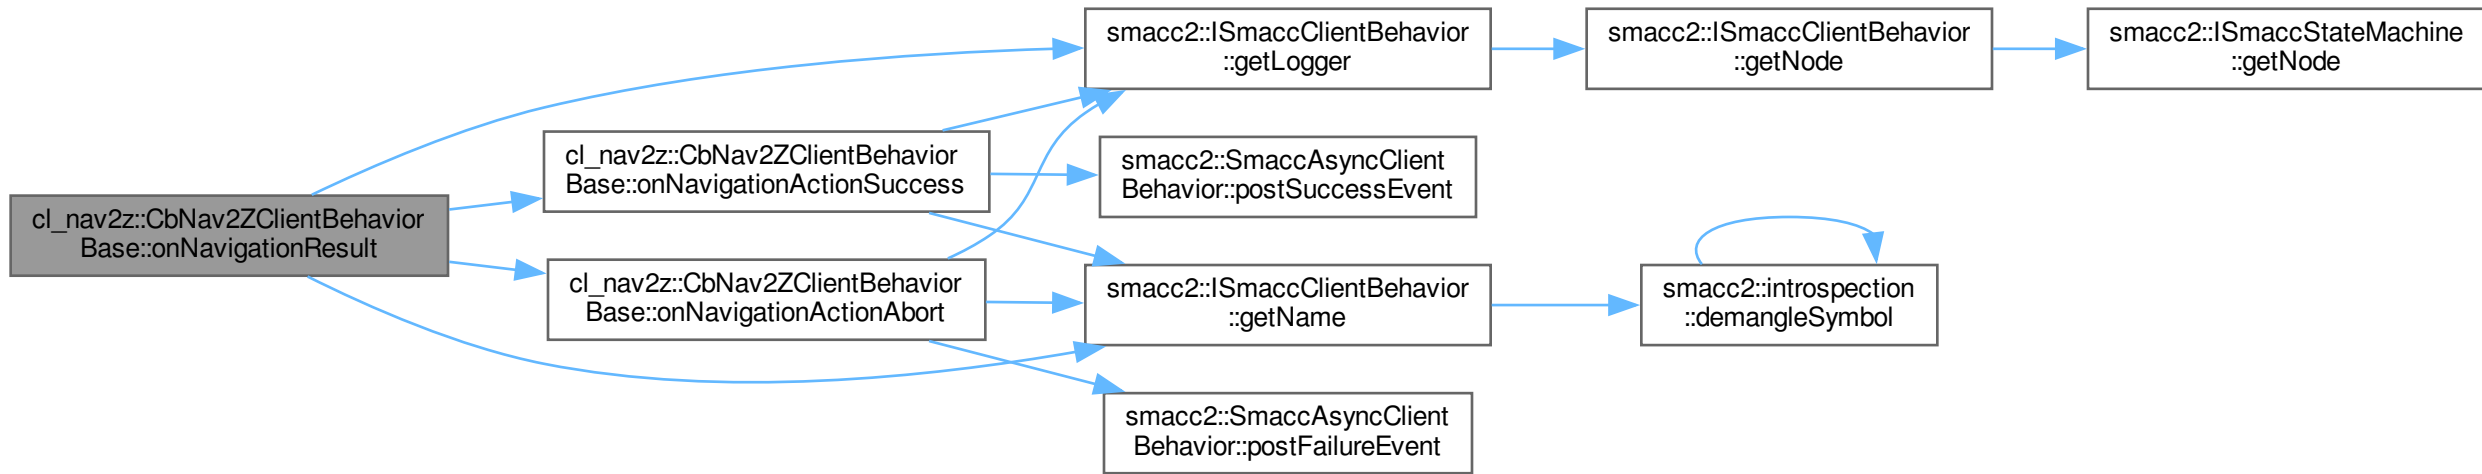 cl_nav2z::CbNav2ZClientBehavior
Base::onNavigationResult
smacc2::ISmaccClientBehavior
::getLogger
smacc2::ISmaccClientBehavior
::getNode
smacc2::ISmaccStateMachine
::getNode
cl_nav2z::CbNav2ZClientBehavior
Base::onNavigationActionSuccess
smacc2::SmaccAsyncClient
Behavior::postSuccessEvent
cl_nav2z::CbNav2ZClientBehavior
Base::onNavigationActionAbort
smacc2::ISmaccClientBehavior
::getName
smacc2::introspection
::demangleSymbol
smacc2::SmaccAsyncClient
Behavior::postFailureEvent